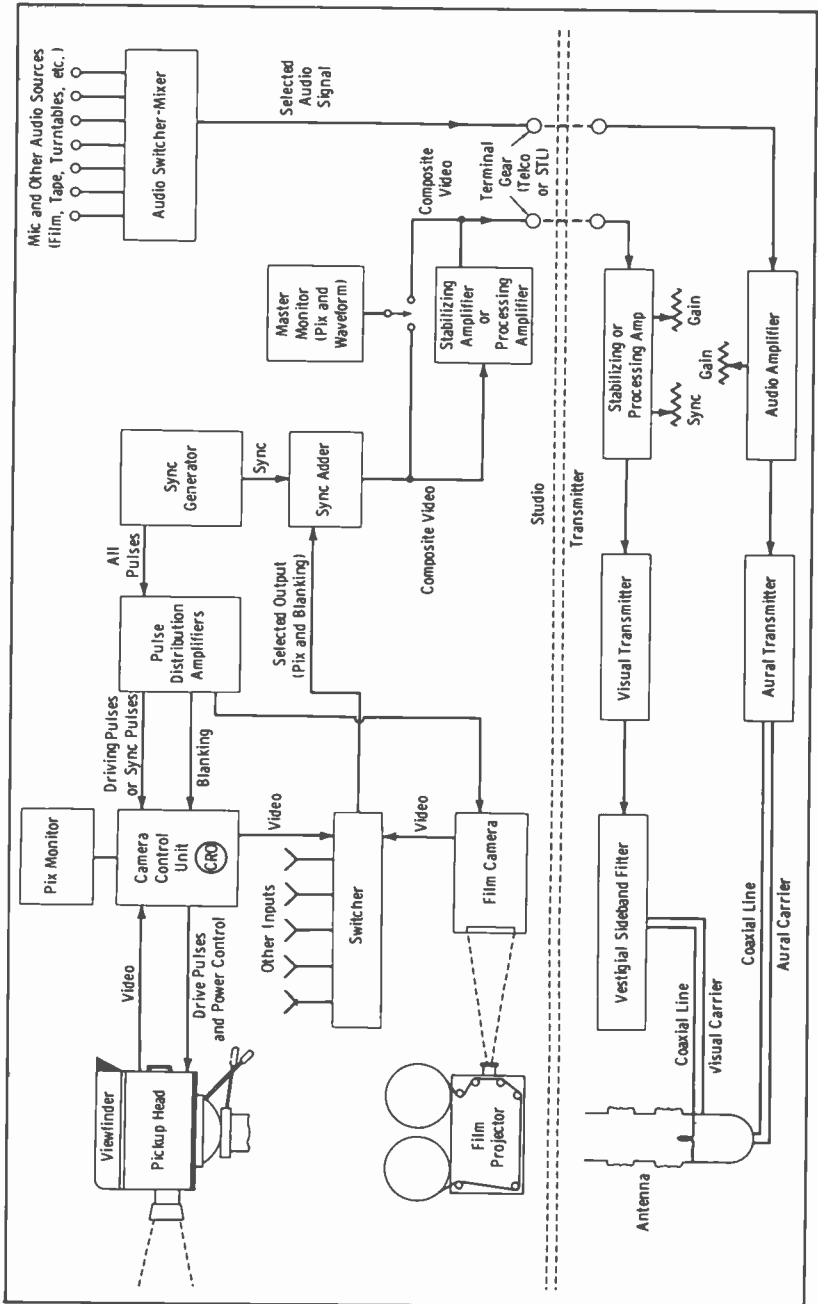 Viewfinder
Pickup Head
Video
Drive Pulses
and Power Control
Pix Monitor
Camera
Control
Unit
CRO
Driving Pulses
or Sync Pulses
Blanking
Pulse
Distribution
Amplifiers
All
Pulses
Sync
Generator
Sync
Sync Adder
Selected Output
(Pix and Blanking)
Composite Video
Master
Monitor
(Pix and
Waveform)
Stabilizing
Amplifier
or
Processing
Amplifier
Composite
Video
Mic and Other Audio Sources
(Film, Tape, Turntables, etc.)
Audio Switcher-Mixer
Selected
Audio
Signal
Terminal
Gear
(Telco
or STL)
Other Inputs
Video
Switcher
Video
Film Camera
Film
Projector
Studio
Transmitter
Antenna
Coaxial Line
Visual Carrier
Vestigial Sideband Filter
Visual Transmitter
Stabilizing or
Processing Amp
Sync
Gain
Gain
Audio Amplifier
Aural Transmitter
Coaxial Line
Aural Carrier